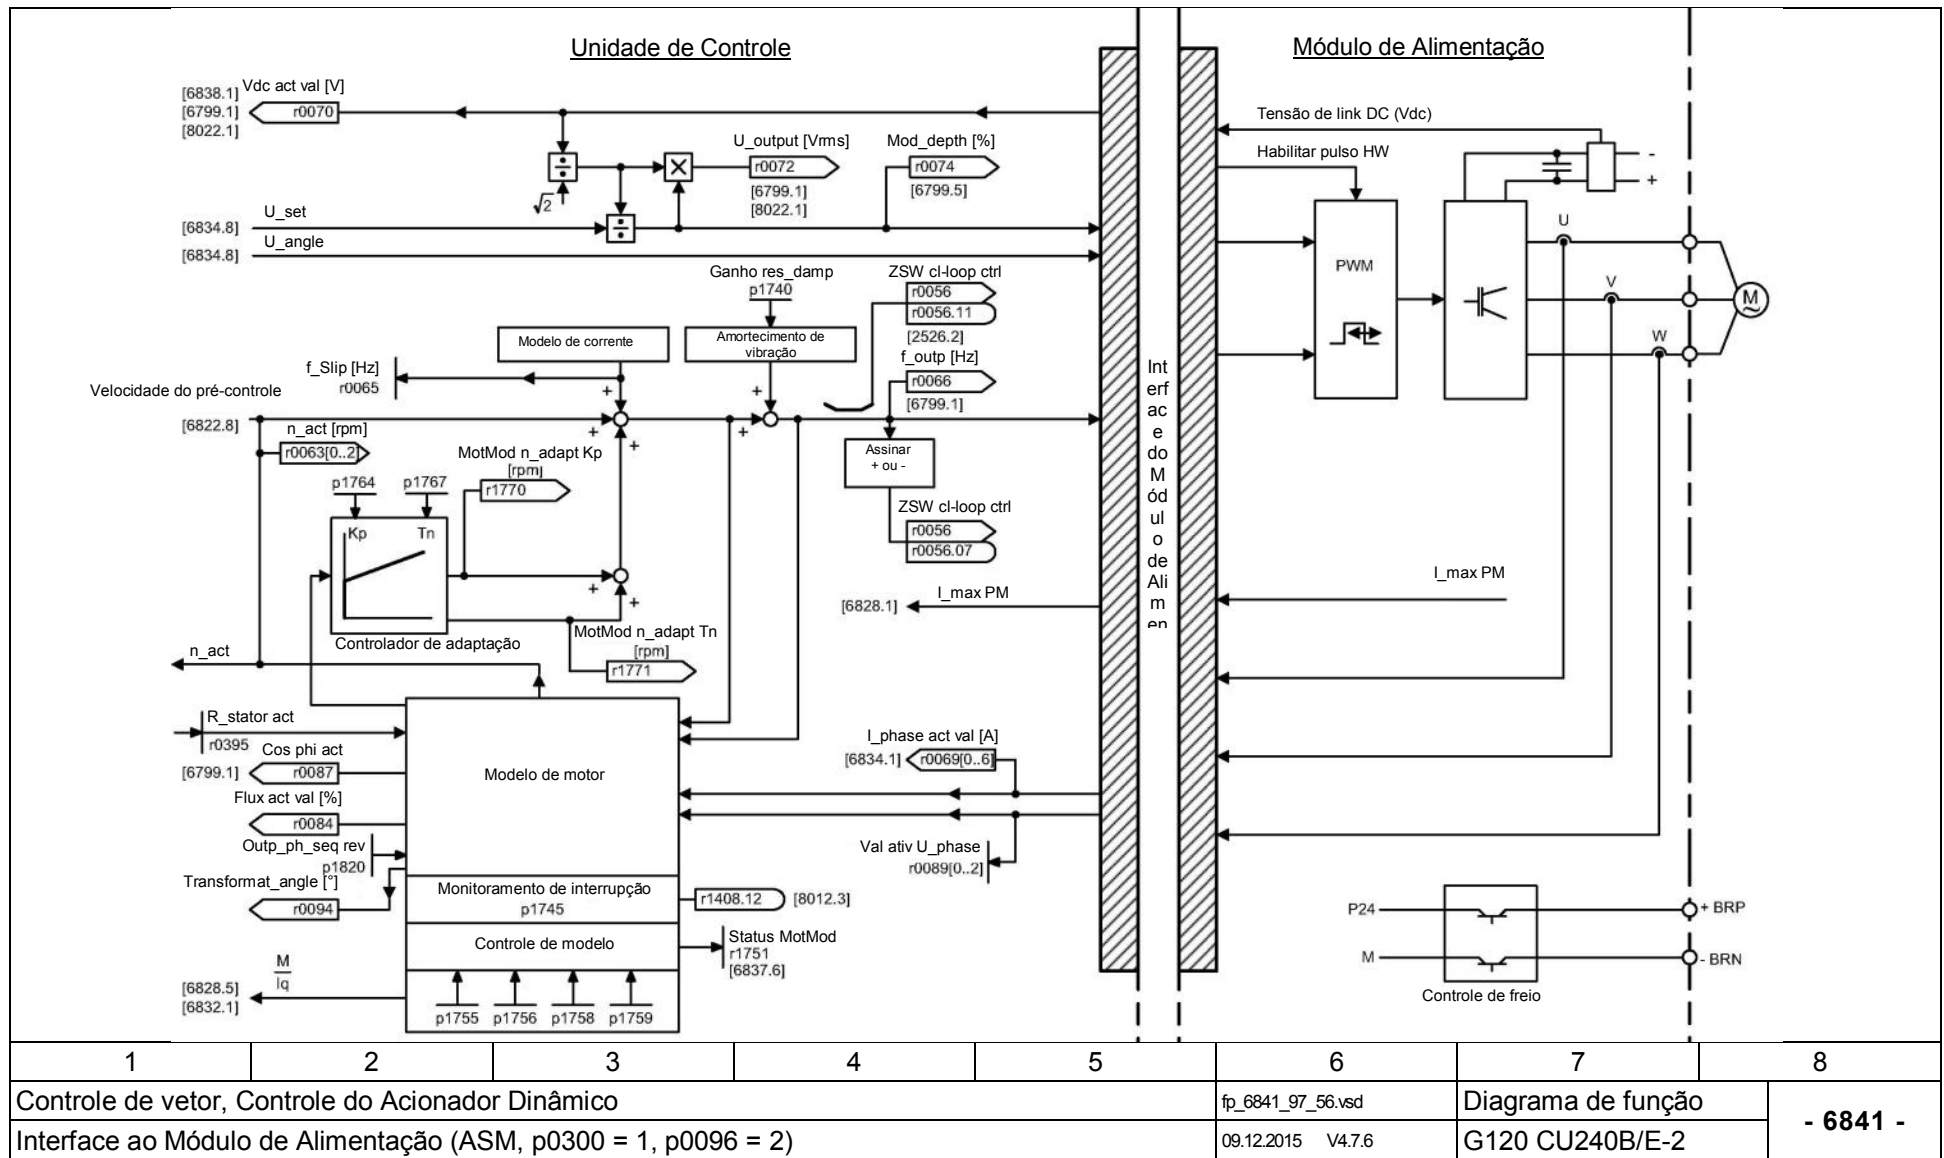 Unidade de Controle
Módulo de Alimentação
Vdc act val [V]
[6838.1]
[6799.1]
[8022.1]
r0070
Tensão de link DC (Vdc)
U_output [Vrms]
Mod_depth [%]
r0072
r0074
[6799.1]
[8022.1]
[6799.5]
÷
×
√2
÷
Habilitar pulso HW
-
+
U_set
[6834.8]
U_angle
[6834.8]
PWM
U
V
W
M
~
Ganho res_damp
p1740
ZSW cl-loop ctrl
r0056
r0056.11
[2526.2]
Modelo de corrente
Amortecimento de
vibração
f_outp [Hz]
r0066
[6799.1]
f_Slip [Hz]
r0065
Velocidade do pré-controle
[6822.8]
+
+
+
+
+
n_act [rpm]
r0063[0..2]
MotMod n_adapt Kp
[rpm]
r1770
Assinar
+ ou -
p1764
p1767
Kp
Tn
ZSW cl-loop ctrl
r0056
r0056.07
+
+
Controlador de adaptação
I_max PM
[6828.1]
I_max PM
MotMod n_adapt Tn
[rpm]
r1771
n_act
Int
erf
ac
e
do
M
ód
ul
o
de
Ali
m
en
R_stator act
r0395
Cos phi act
[6799.1]
r0087
Flux act val [%]
r0084
Outp_ph_seq rev
p1820
Transformat_angle [°]
r0094
Modelo de motor
I_phase act val [A]
[6834.1]
r0069[0..6]
Val ativ U_phase
r0089[0..2]
Monitoramento de interrupção
p1745
r1408.12
[8012.3]
Controle de modelo
Status MotMod
r1751
[6837.6]
M
Iq
[6828.5]
[6832.1]
p1755
p1756
p1758
p1759
P24
+ BRP
M
- BRN
Controle de freio
1 2 3 4 5 6 7 8
Controle de vetor, Controle do Acionador Dinâmico
fp_6841_97_56.vsd
Diagrama de função
- 6841 -
Interface ao Módulo de Alimentação (ASM, p0300 = 1, p0096 = 2)
09.12.2015 V4.7.6
G120 CU240B/E-2